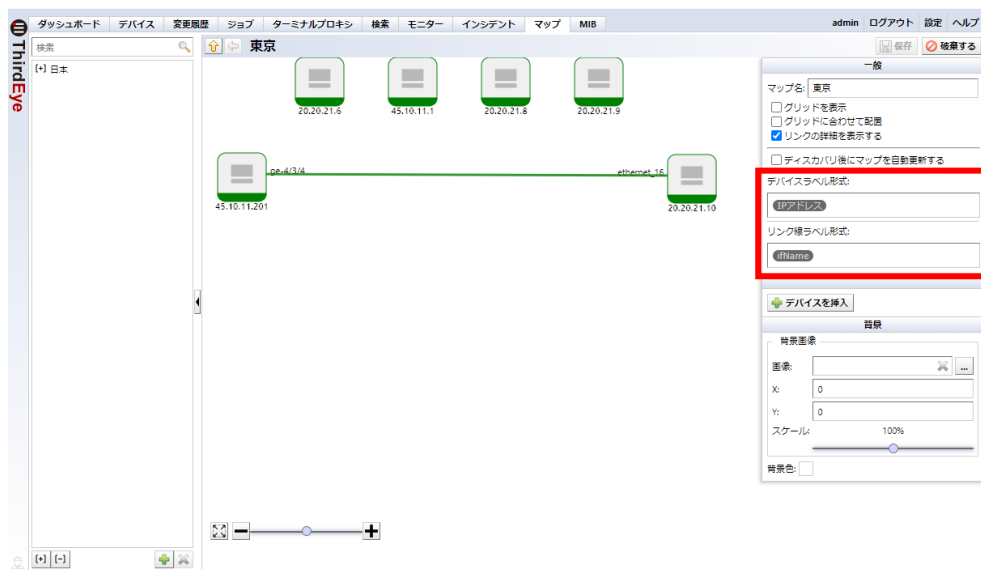 ダッシュボード デバイス 変更履歴 ジョブ ターミナルプロキシ 検索 モニター インシデント マップ MIB admin ログアウト 設定 ヘルプ
ThirdEye
検索
東京
保存 破棄する
[+] 日本
一般
マップ名: 東京
グリッドを表示
グリッドに合わせて配置
リンクの詳細を表示する
ディスカバリ後にマップを自動更新する
デバイスラベル形式:
IPアドレス
リンク線ラベル形式:
ifName
デバイスを挿入
背景
背景画像
画像: ...
X: 0
Y: 0
スケール: 100%
背景色:
20.20.21.6 45.10.11.1 20.20.21.8 20.20.21.9
ge-4/3/4 ethernet_16
45.10.11.201 20.20.21.10
[+] [-]